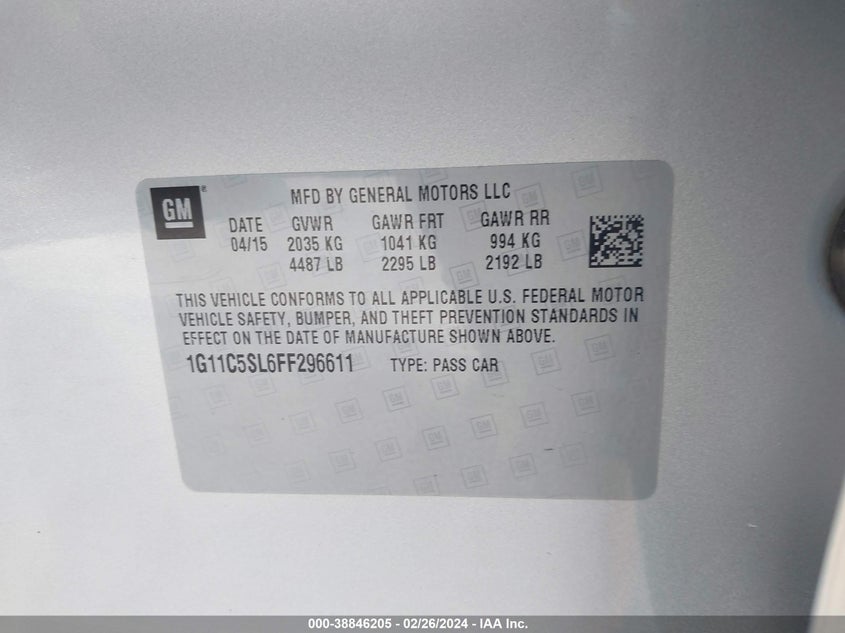 GM ®
MFD BY GENERAL MOTORS LLC
DATE GVWR GAWR FRT GAWR RR
04/15 2035 KG 1041 KG 994 KG
4487 LB 2295 LB 2192 LB
THIS VEHICLE CONFORMS TO ALL APPLICABLE U.S. FEDERAL MOTOR
VEHICLE SAFETY, BUMPER, AND THEFT PREVENTION STANDARDS IN
EFFECT ON THE DATE OF MANUFACTURE SHOWN ABOVE.
1G11C5SL6FF296611 TYPE: PASS CAR
000-38846205 - 02/26/2024 - IAA Inc.